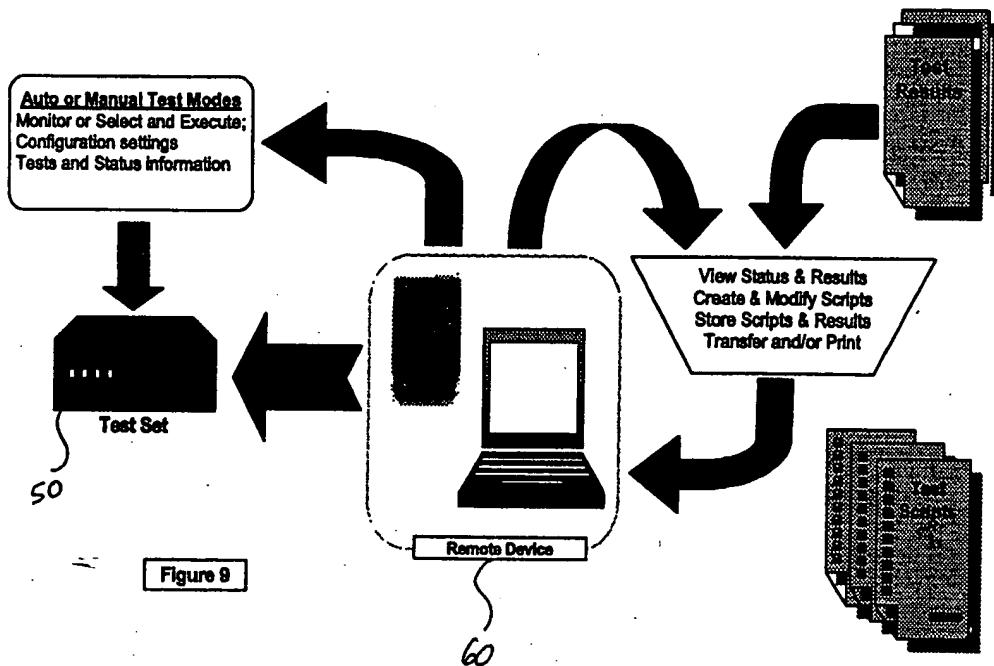 Auto or Manual Test Modes
Monitor or Select and Execute;
Configuration settings
Tests and Status information
Test
Results
View Status & Results
Create & Modify Scripts
Store Scripts & Results
Transfer and/or Print
Test Set
50
Test
Scripts
Remote Device
Figure 9
60